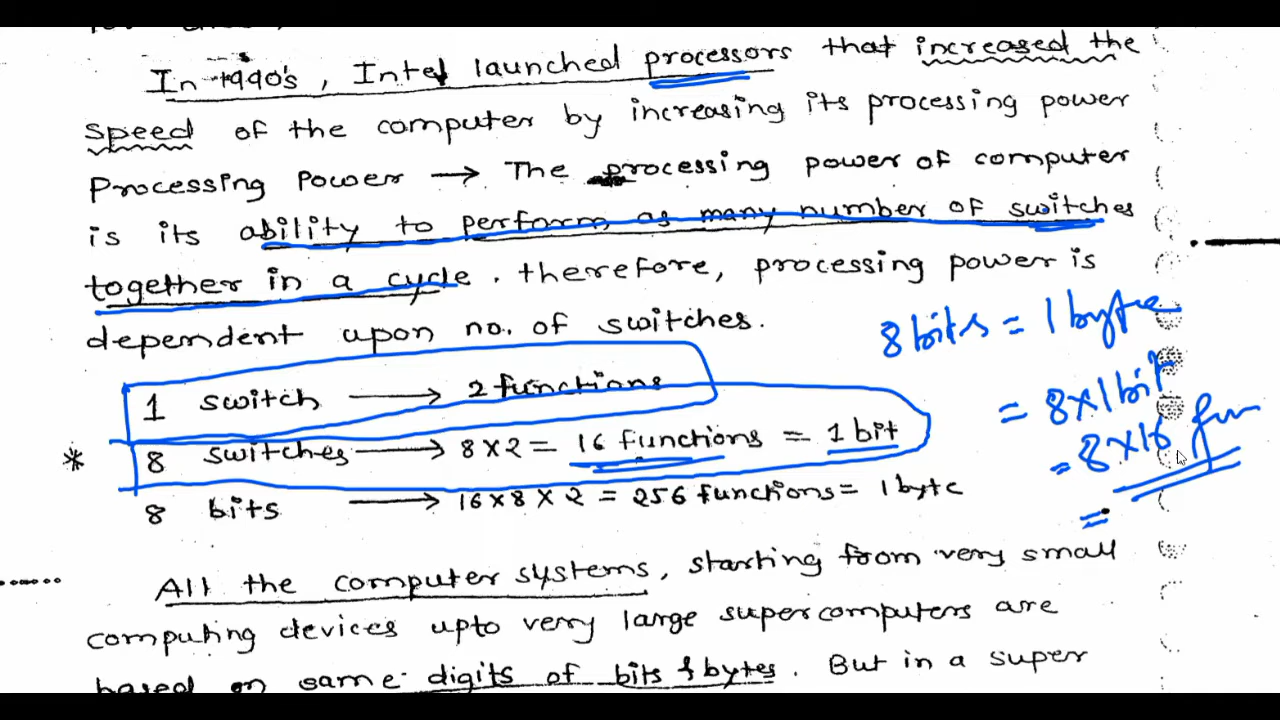 In 1990's, Intel launched processors that increased the
speed of the computer by increasing its processing power
Processing Power → The processing power of computer
is its ability to perform as many number of switches
together in a cycle. therefore, processing power is
dependent upon no. of switches.
8 bits = 1 byte
1 switch → 2 functions
= 8×1 bit
* 8 switches → 8×2 = 16 functions = 1 bit
= 8×16 fun
8 bits → 16×8×2 = 256 functions = 1 byte
=
All the computer systems, starting from very small
computing devices upto very large supercomputers are
based on same digits of bits & bytes. But in a super